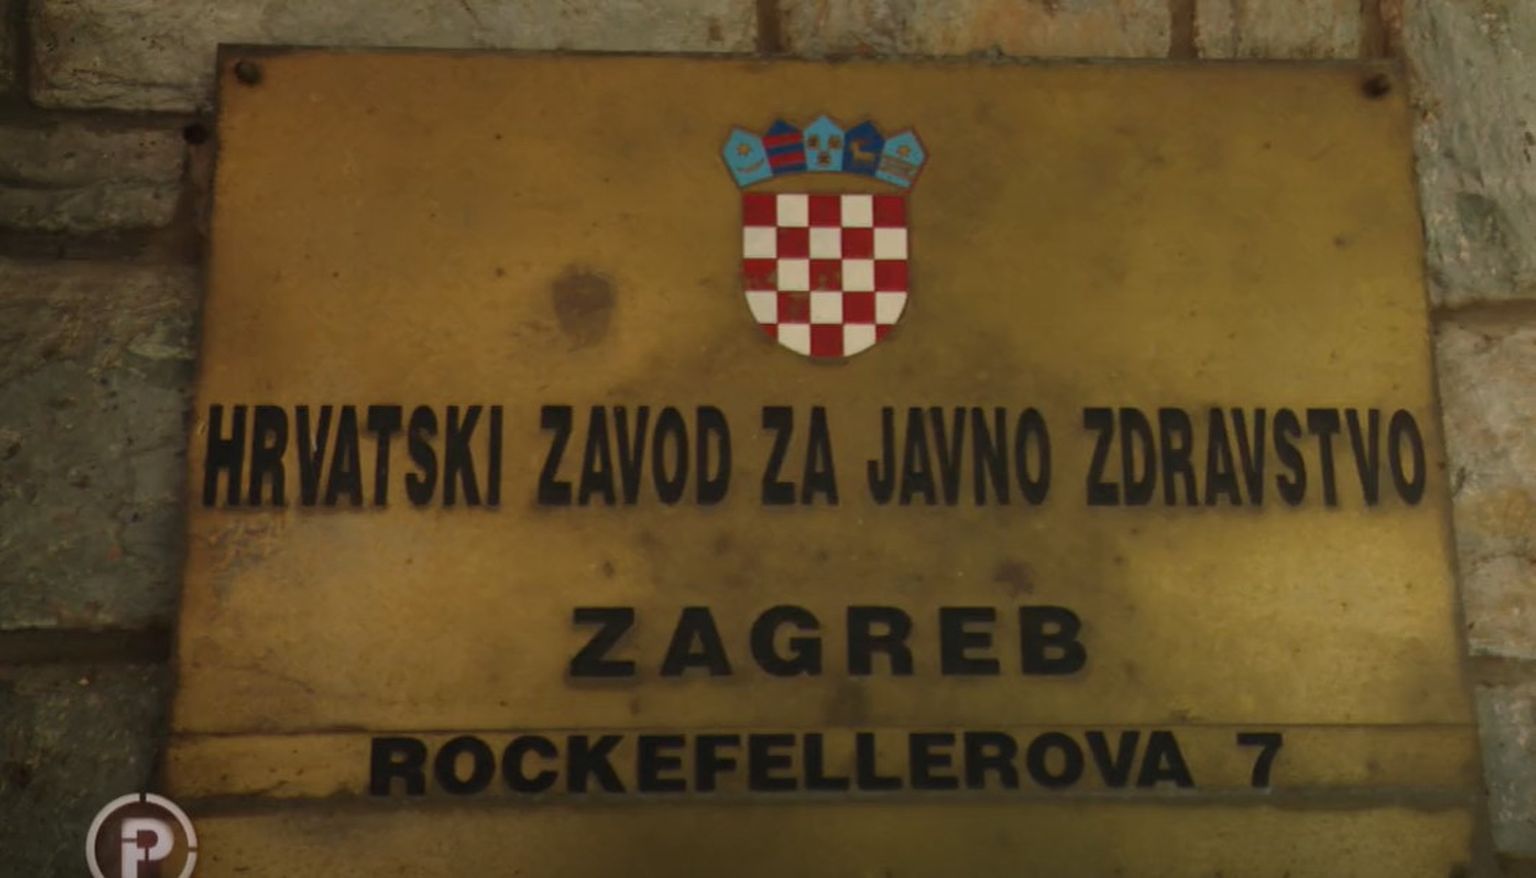 HRVATSKI ZAVOD ZA JAVNO ZDRAVSTVO
ZAGREB
ROCKEFELLEROVA 7
P